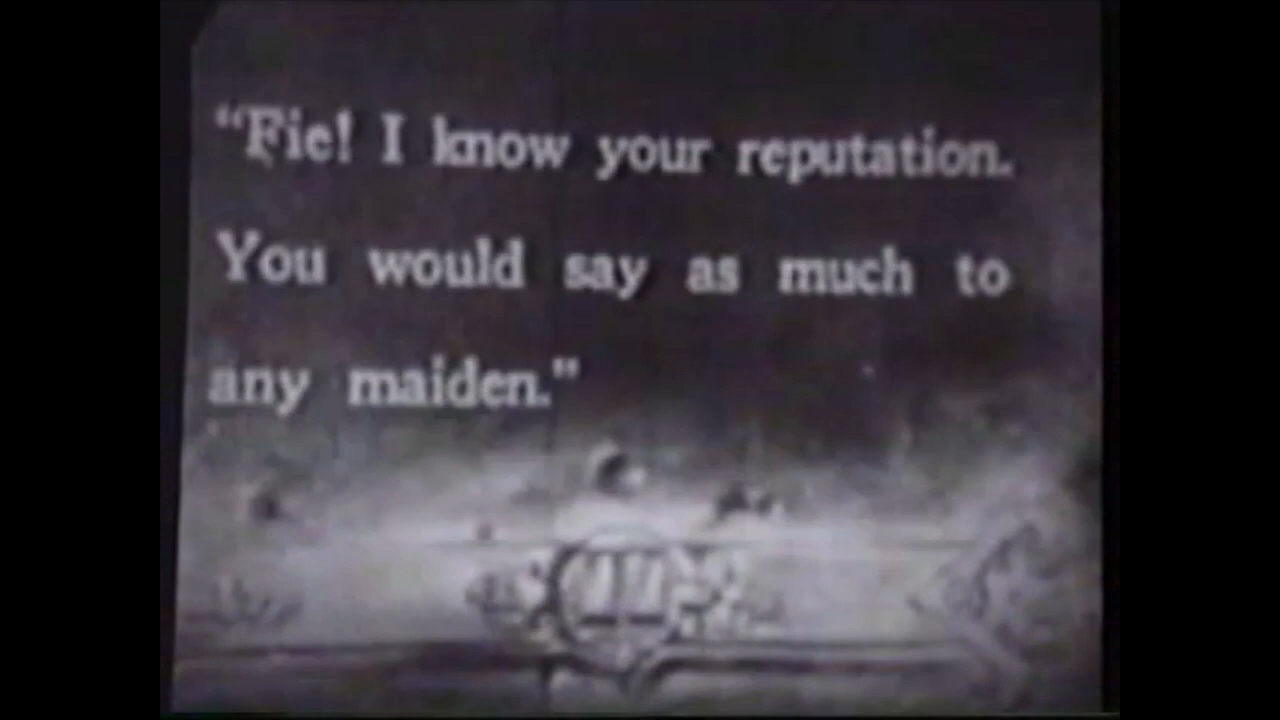 “Fie! I know your reputation.
You would say as much to
any maiden.”